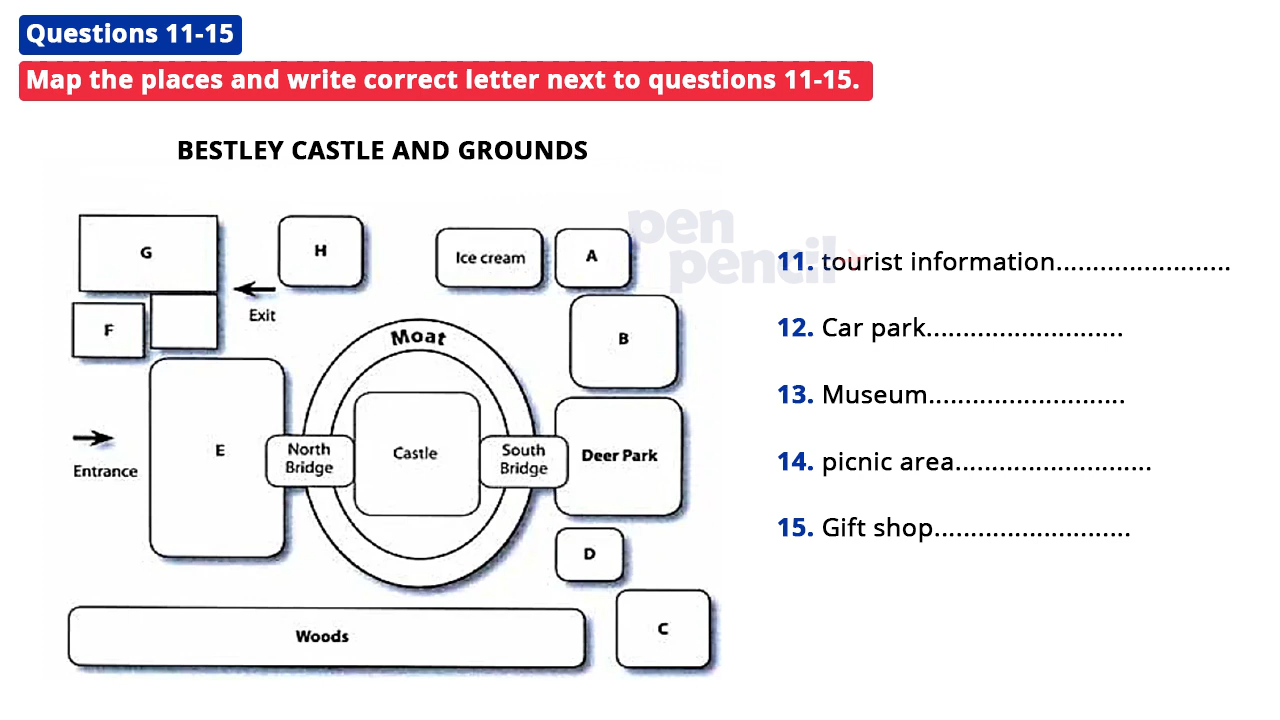 Questions 11-15
Map the places and write correct letter next to questions 11-15.
BESTLEY CASTLE AND GROUNDS
pen
pencil
G
H
Ice cream
A
Exit
F
B
Moat
E
North
Bridge
Castle
South
Bridge
Deer Park
Entrance
D
C
Woods
11. tourist information........................
12. Car park...........................
13. Museum...........................
14. picnic area...........................
15. Gift shop...........................